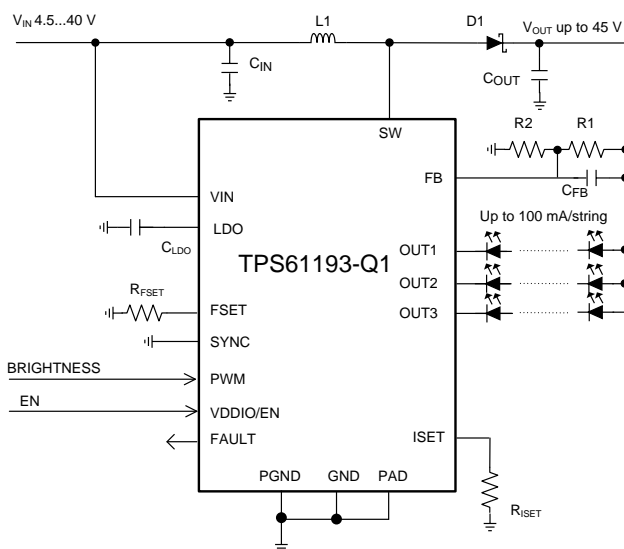 VIN 4.5...40 V
L1
D1
VOUT up to 45 V
CIN
COUT
SW
R2
R1
VIN
FB
CFB
LDO
CLDO
Up to 100 mA/string
TPS61193-Q1
OUT1
OUT2
OUT3
RFSET
FSET
SYNC
BRIGHTNESS
PWM
EN
VDDIO/EN
FAULT
ISET
PGND
GND
PAD
RISET